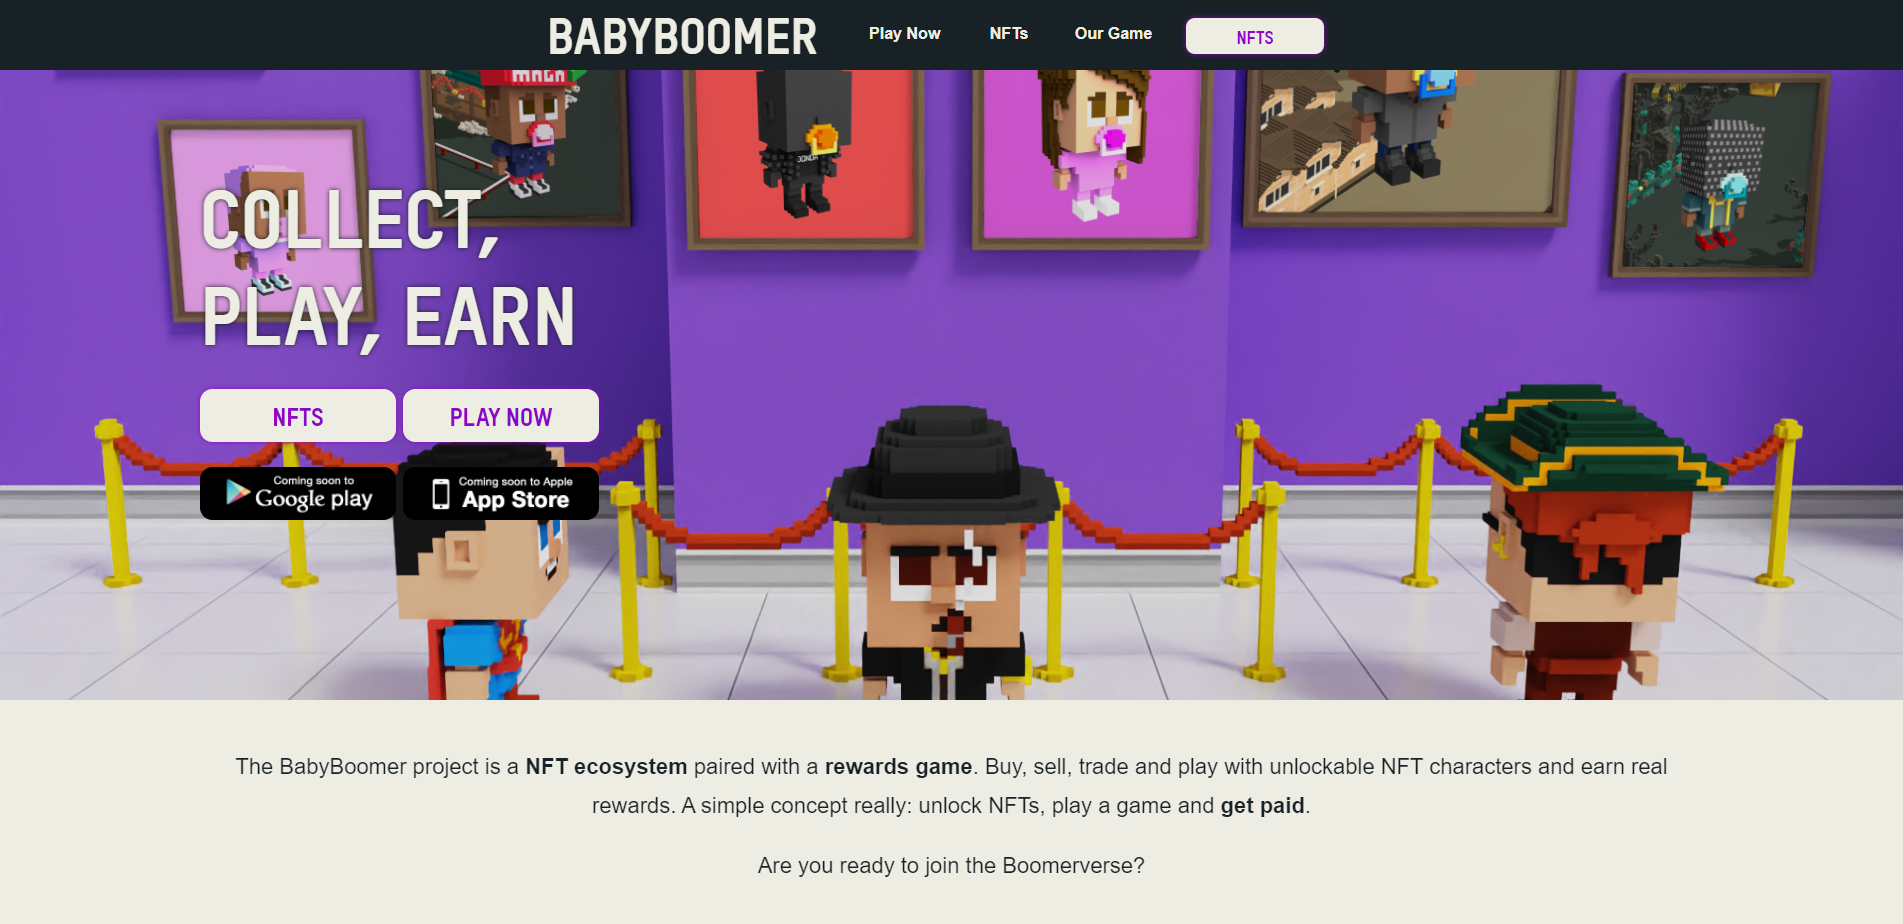 BABYBOOMER
Play Now
NFTs
Our Game
NFTS
COLLECT,
PLAY, EARN
NFTS
PLAY NOW
Coming soon to
Google play
Coming soon to Apple
App Store
The BabyBoomer project is a NFT ecosystem paired with a rewards game. Buy, sell, trade and play with unlockable NFT characters and earn real
rewards. A simple concept really: unlock NFTs, play a game and get paid.
Are you ready to join the Boomerverse?